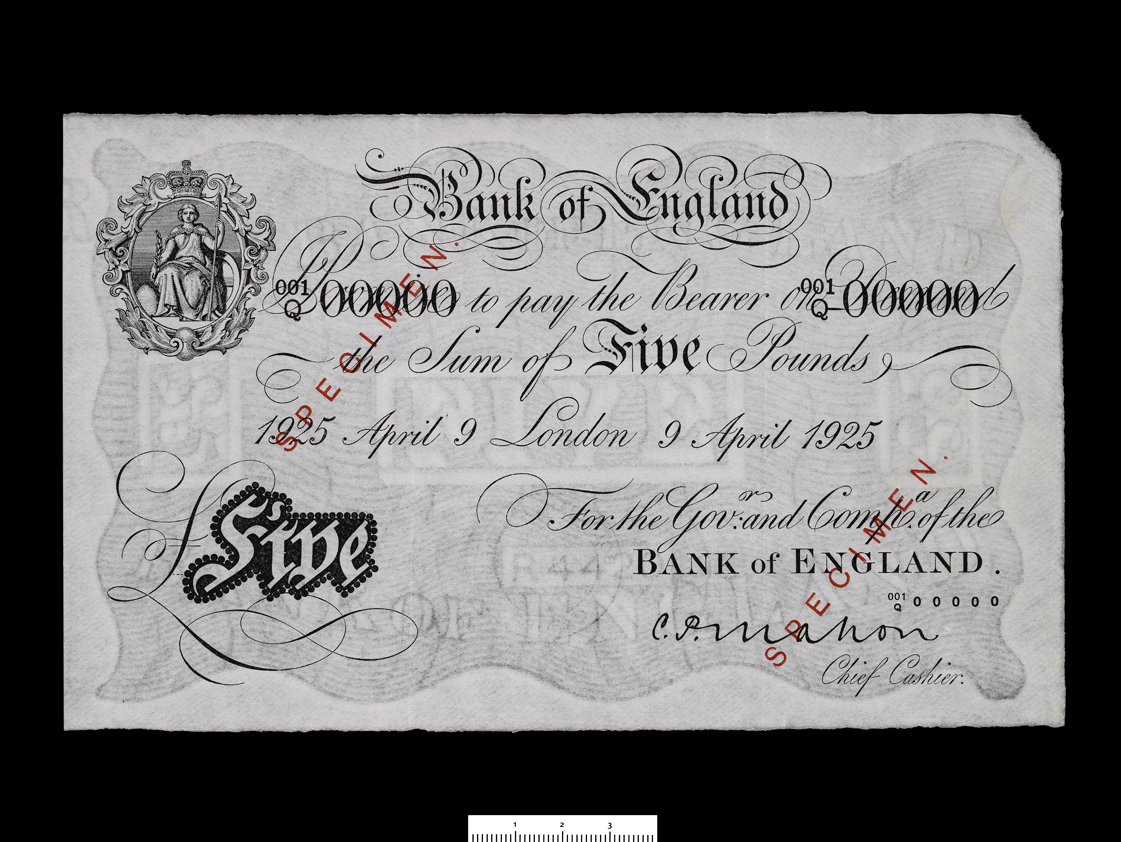 Bank of England
001
Q 00000 to pay the Bearer on 001
Q 00000
the Sum of Five Pounds,
1925 April 9 London 9 April 1925
SPECIMEN.
£Five
For the Gov.r and Comp.a of the
BANK of ENGLAND.
001
Q 00000
C.P. Mahon
Chief Cashier.
SPECIMEN.
1 2 3